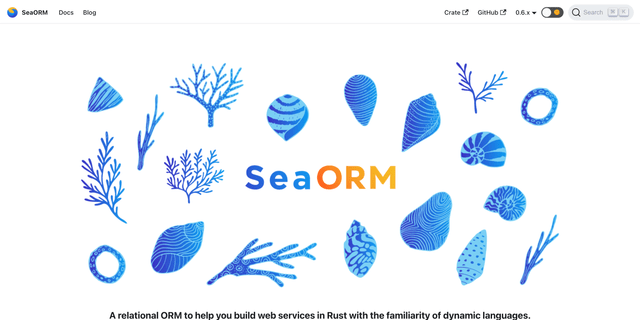 SeaORM Docs Blog Crate GitHub 0.6.x Search ⌘ K
SeaORM
A relational ORM to help you build web services in Rust with the familiarity of dynamic languages.